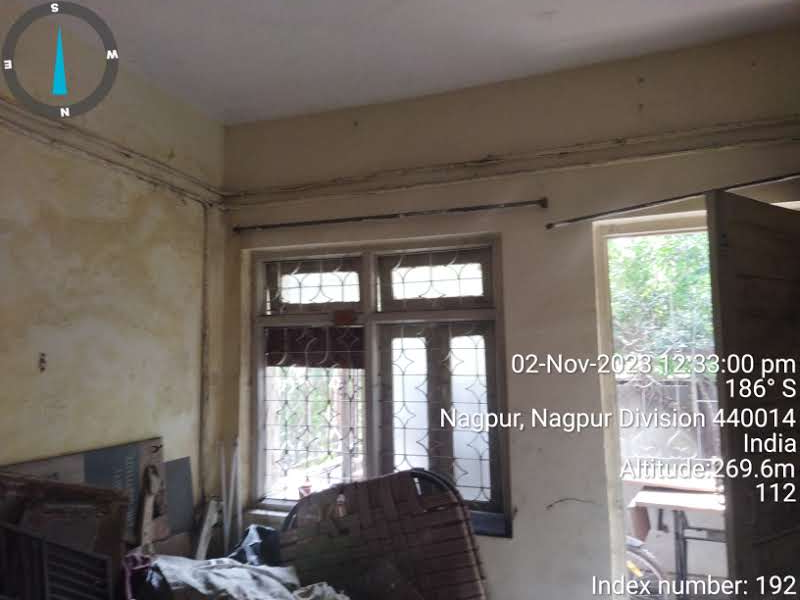 S
W
E
N
02-Nov-2023 12:33:00 pm
186° S
Nagpur, Nagpur Division 440014
India
Altitude:269.6m
112
Index number: 192